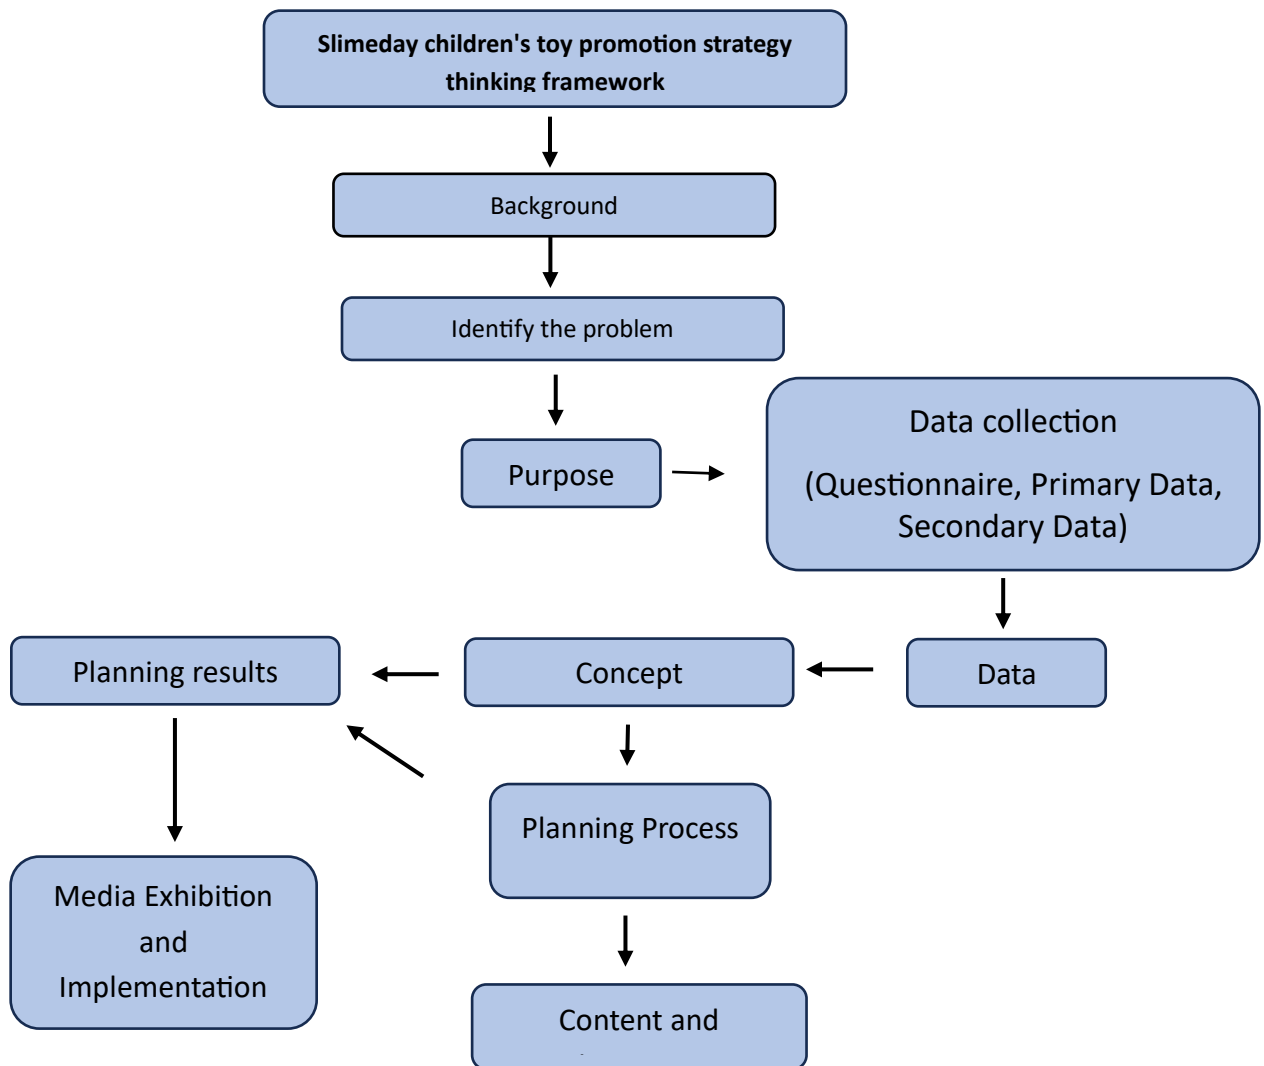 Slimeday children's toy promotion strategy
thinking framework
Background
Identify the problem
Purpose
Data collection
(Questionnaire, Primary Data,
Secondary Data)
Planning results
Concept
Data
Planning Process
Media Exhibition
and
Implementation
Content and